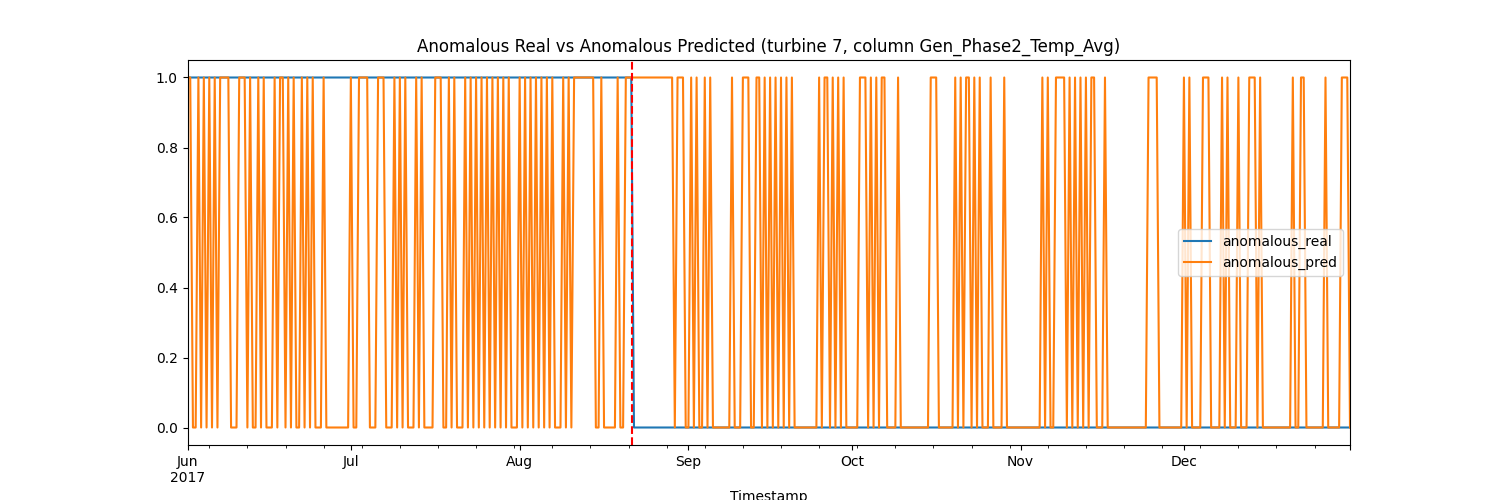 Anomalous Real vs Anomalous Predicted (turbine 7, column Gen_Phase2_Temp_Avg)
1.0
0.8
0.6
0.4
0.2
0.0
anomalous_real
anomalous_pred
Jun Jul Aug Sep Oct Nov Dec
2017
Timestamp